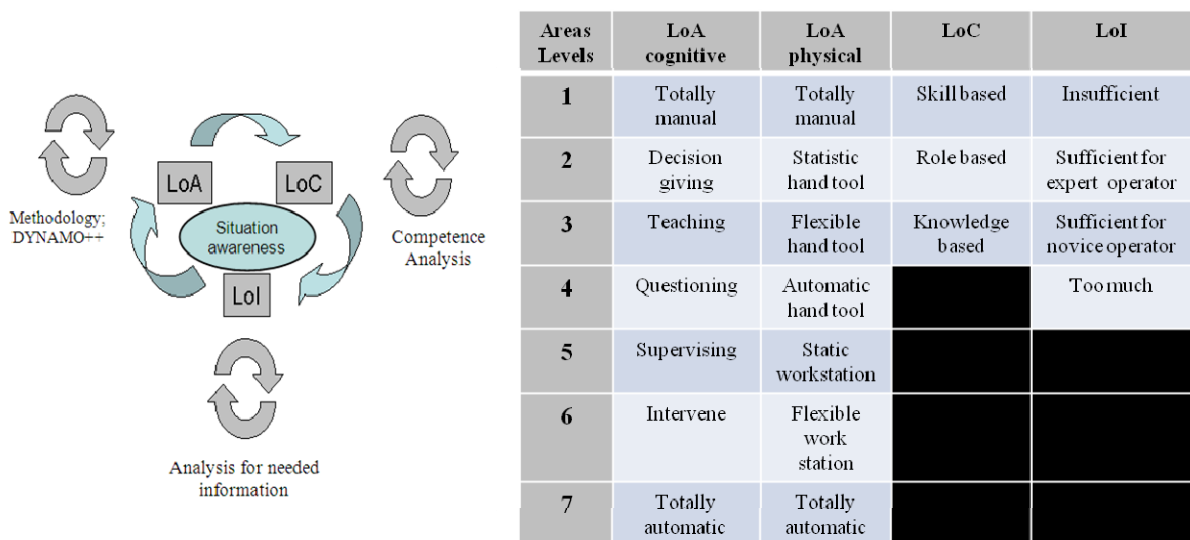 LoA
LoC
Situation
awareness
LoI
Methodology;
DYNAMO++
Competence
Analysis
Analysis for needed
information
Areas
Levels
LoA
cognitive
LoA
physical
LoC
LoI
1
Totally
manual
Totally
manual
Skill based
Insufficient
2
Decision
giving
Statistic
hand tool
Role based
Sufficient for
expert operator
3
Teaching
Flexible
hand tool
Knowledge
based
Sufficient for
novice operator
4
Questioning
Automatic
hand tool
Too much
5
Supervising
Static
workstation
6
Intervene
Flexible
work
station
7
Totally
automatic
Totally
automatic